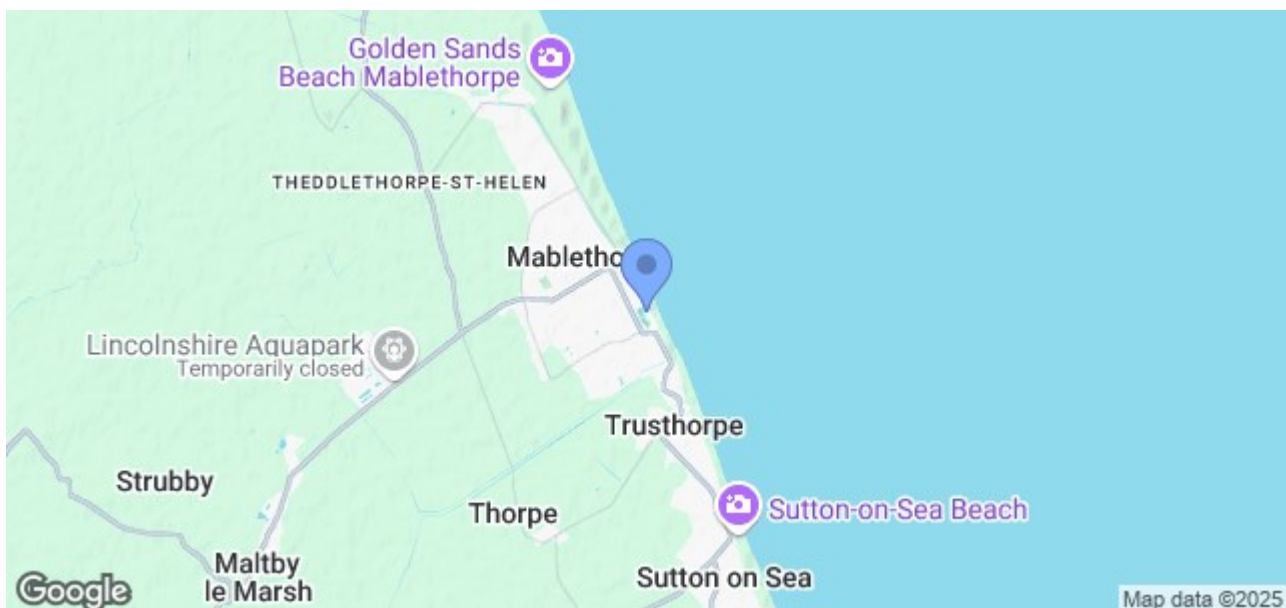 Golden Sands
Beach Mablethorpe
THEDDLETHORPE-ST-HELEN
Lincolnshire Aquapark
Temporarily closed
Trusthorpe
Strubby
Thorpe
Sutton-on-Sea Beach
Maltby
le Marsh
Sutton on Sea
Google
Map data ©2025